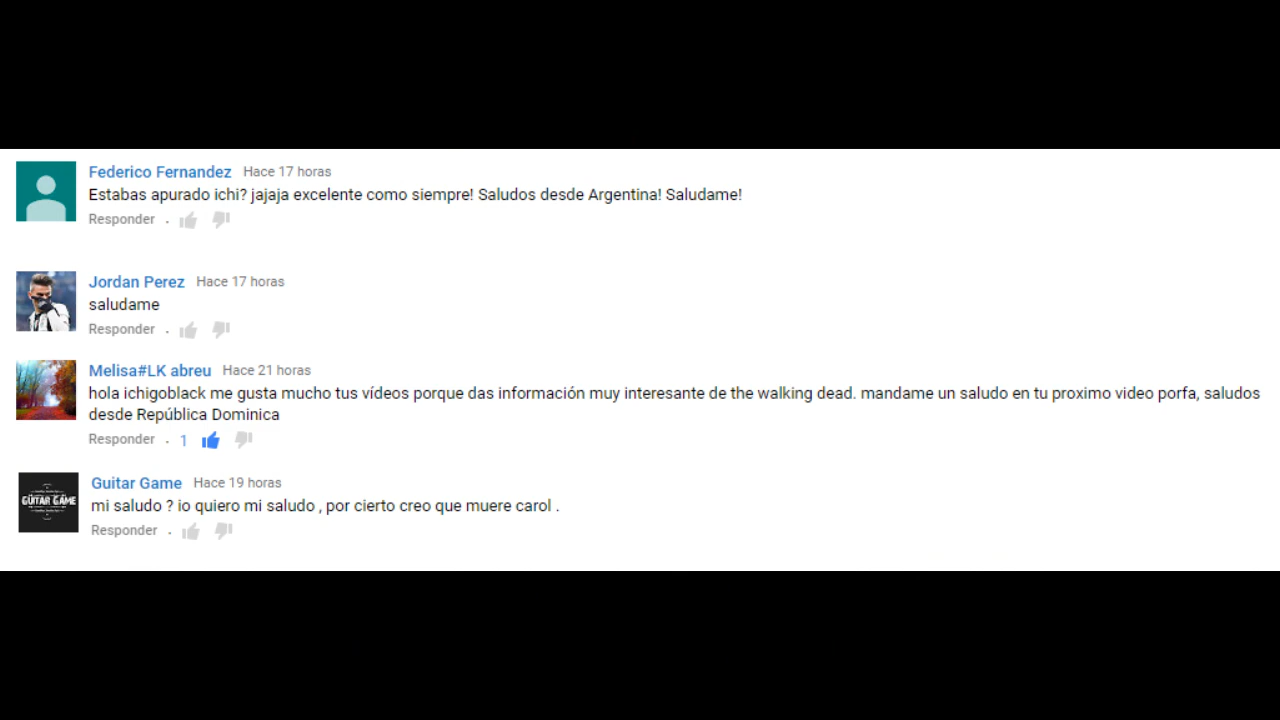 Federico Fernandez Hace 17 horas
Estabas apurado ichi? jajaja excelente como siempre! Saludos desde Argentina! Saludame!
Responder .
Jordan Perez Hace 17 horas
saludame
Responder .
Melisa#LK abreu Hace 21 horas
hola ichigoblack me gusta mucho tus vídeos porque das información muy interesante de the walking dead. mandame un saludo en tu proximo video porfa, saludos
desde República Dominica
Responder . 1
GUITAR GAME
Guitar Game Hace 19 horas
mi saludo ? io quiero mi saludo , por cierto creo que muere carol .
Responder .